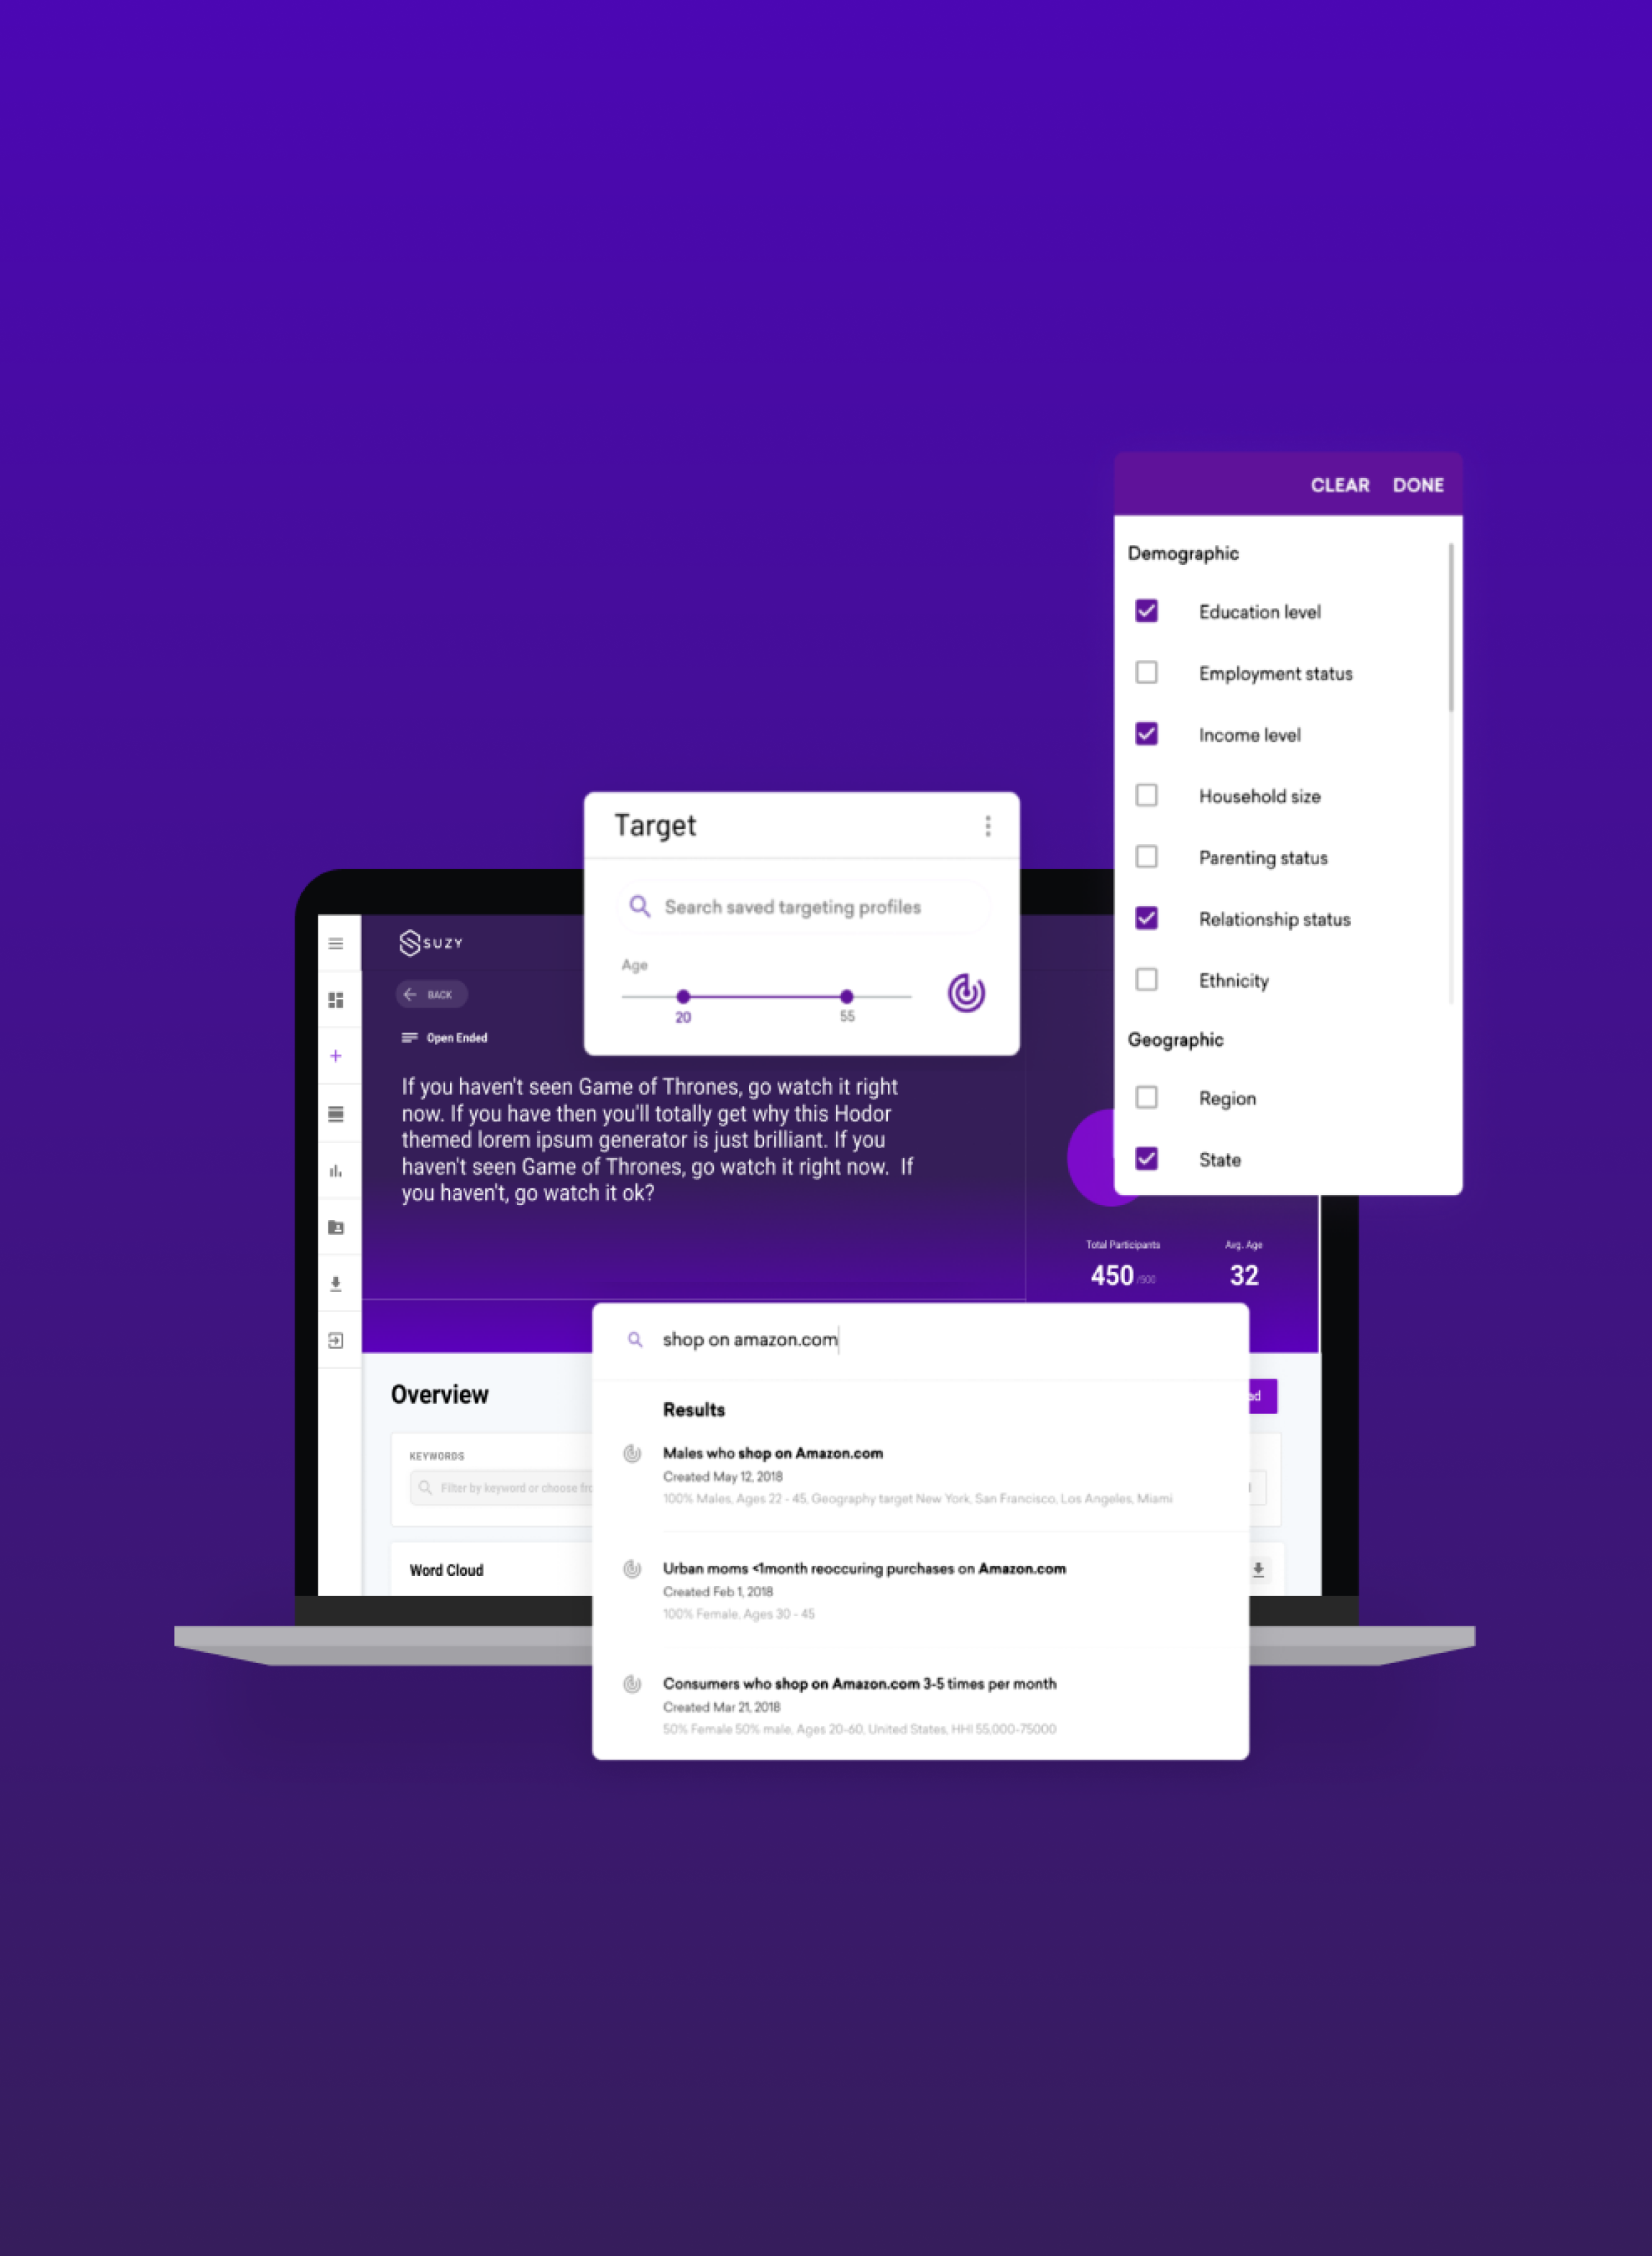 CLEAR DONE
Demographic
Education level
Employment status
Income level
Household size
Parenting status
Relationship status
Ethnicity
Geographic
Region
State
Target
Search saved targeting profiles
Age
20
55
SUZY
BACK
Open Ended
If you haven't seen Game of Thrones, go watch it right
now. If you have then you'll totally get why this Hodor
themed lorem ipsum generator is just brilliant. If you
haven't seen Game of Thrones, go watch it right now. If
you haven't, go watch it ok?
Total Participants
450 /500
Avg. Age
32
shop on amazon.com
Results
Males who shop on Amazon.com
Created May 12, 2018
100% Males, Ages 22 - 45, Geography target New York, San Francisco, Los Angeles, Miami
Urban moms <1month reoccuring purchases on Amazon.com
Created Feb 1, 2018
100% Female, Ages 30 - 45
Consumers who shop on Amazon.com 3-5 times per month
Created Mar 21, 2018
50% Female 50% male, Ages 20-60, United States, HHI 55,000-75000
Overview
KEYWORDS
Filter by keyword or choose
Word Cloud